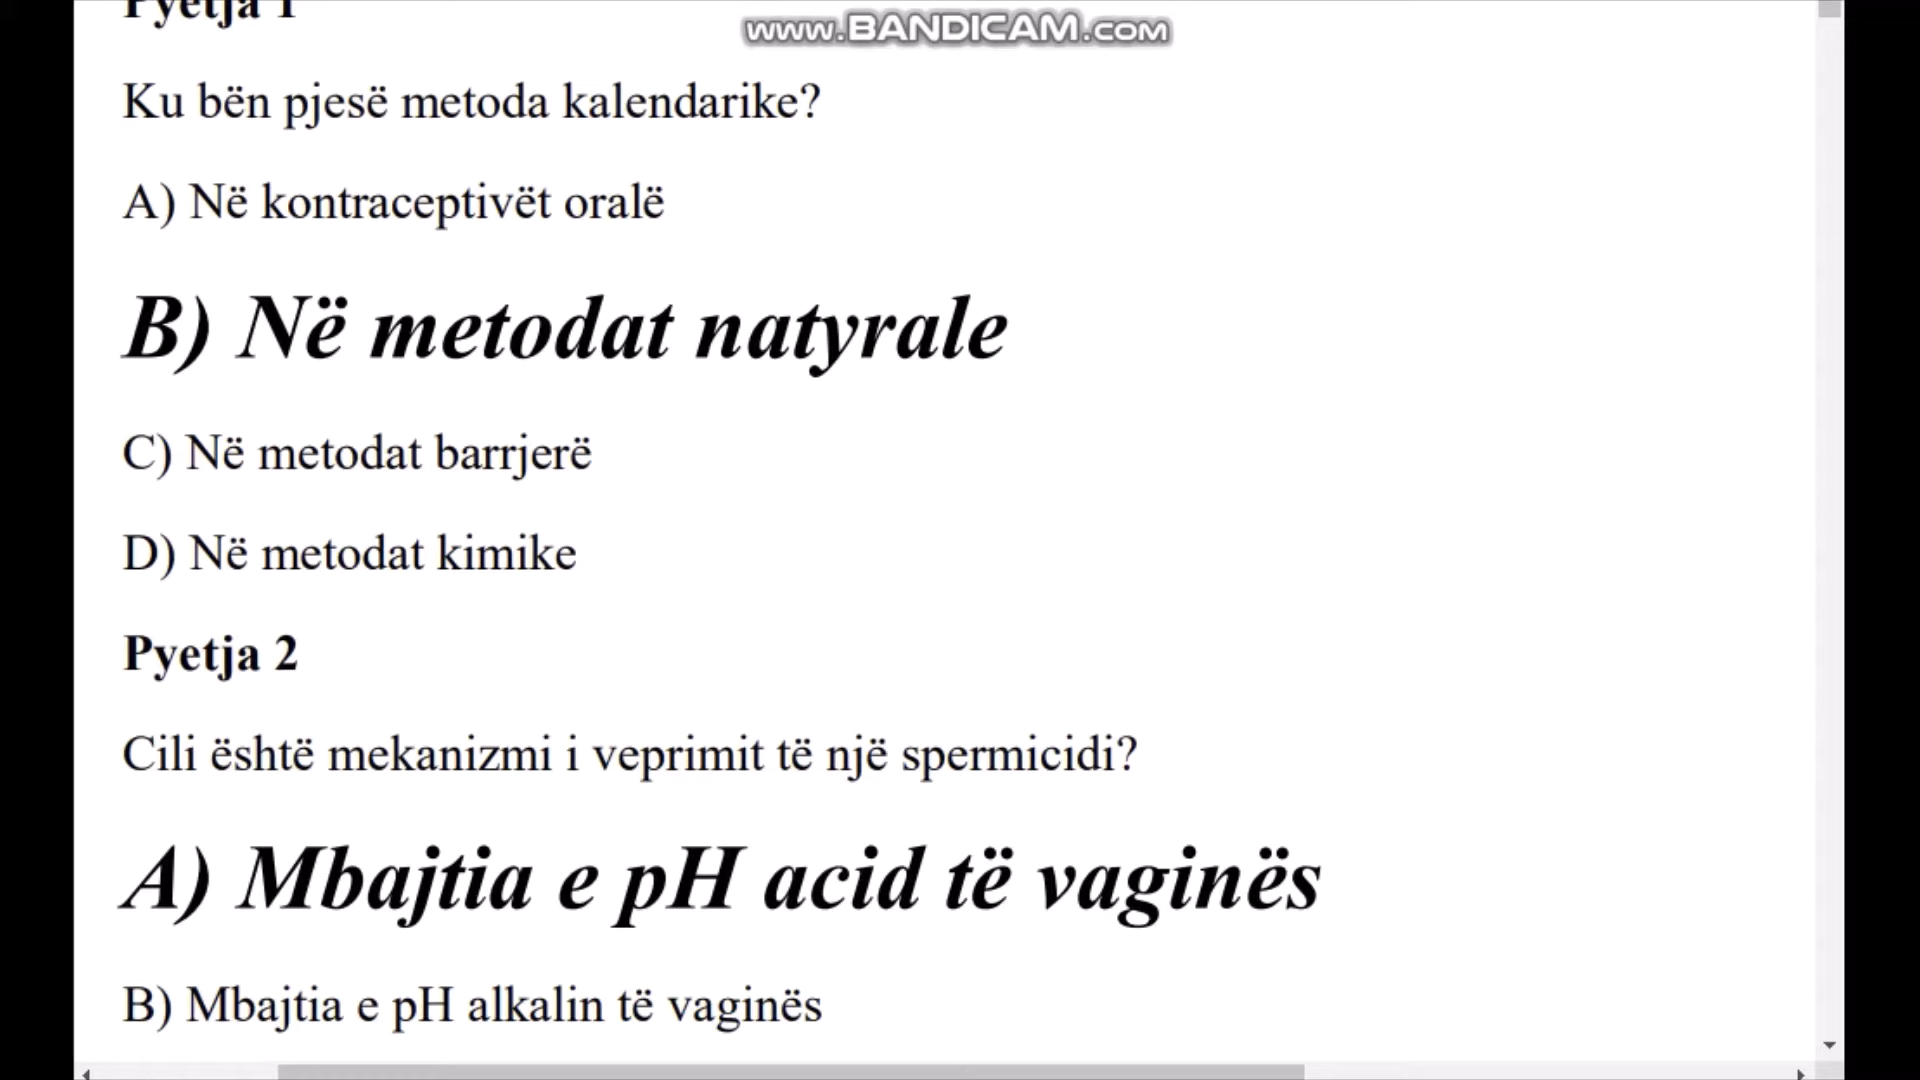 Pyetja 1
www.BANDICAM.com
Ku bën pjesë metoda kalendarike?
A) Në kontraceptivët oralë
B) Në metodat natyrale
C) Në metodat barrjerë
D) Në metodat kimike
Pyetja 2
Cili është mekanizmi i veprimit të një spermicidi?
A) Mbajtia e pH acid të vaginës
B) Mbajtia e pH alkalin të vaginës